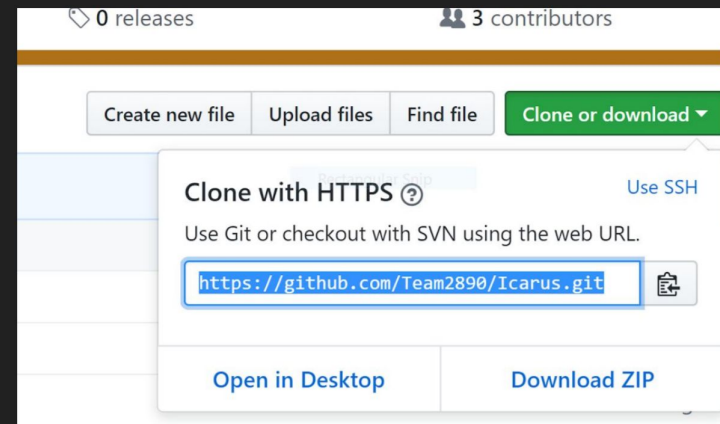 0 releases
3 contributors
Create new file
Upload files
Find file
Clone or download
Rectangular Snip
Clone with HTTPS ?
Use SSH
Use Git or checkout with SVN using the web URL.
https://github.com/Team2890/Icarus.git
Open in Desktop
Download ZIP